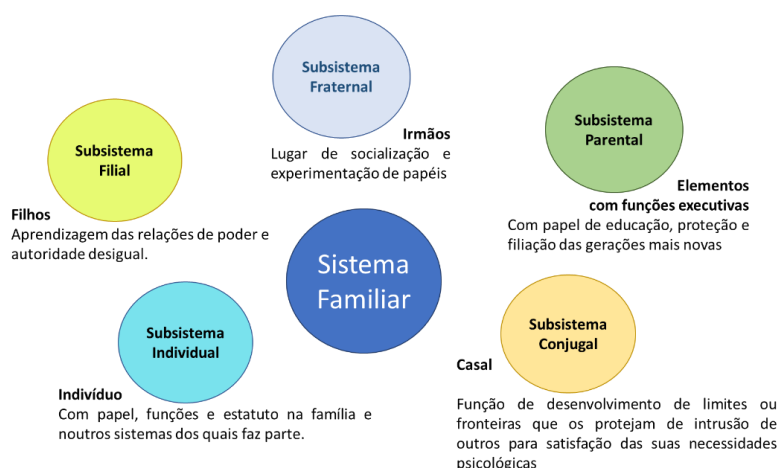 Subsistema
Fraternal
Irmãos
Lugar de socialização e
experimentação de papéis
Subsistema
Parental
Elementos
com funções executivas
Com papel de educação, proteção e
filiação das gerações mais novas
Subsistema
Filial
Filhos
Aprendizagem das relações de poder e
autoridade desigual.
Sistema
Familiar
Subsistema
Individual
Indivíduo
Com papel, funções e estatuto na família e
noutros sistemas dos quais faz parte.
Subsistema
Conjugal
Casal
Função de desenvolvimento de limites ou
fronteiras que os protejam de intrusão de
outros para satisfação das suas necessidades
psicológicas